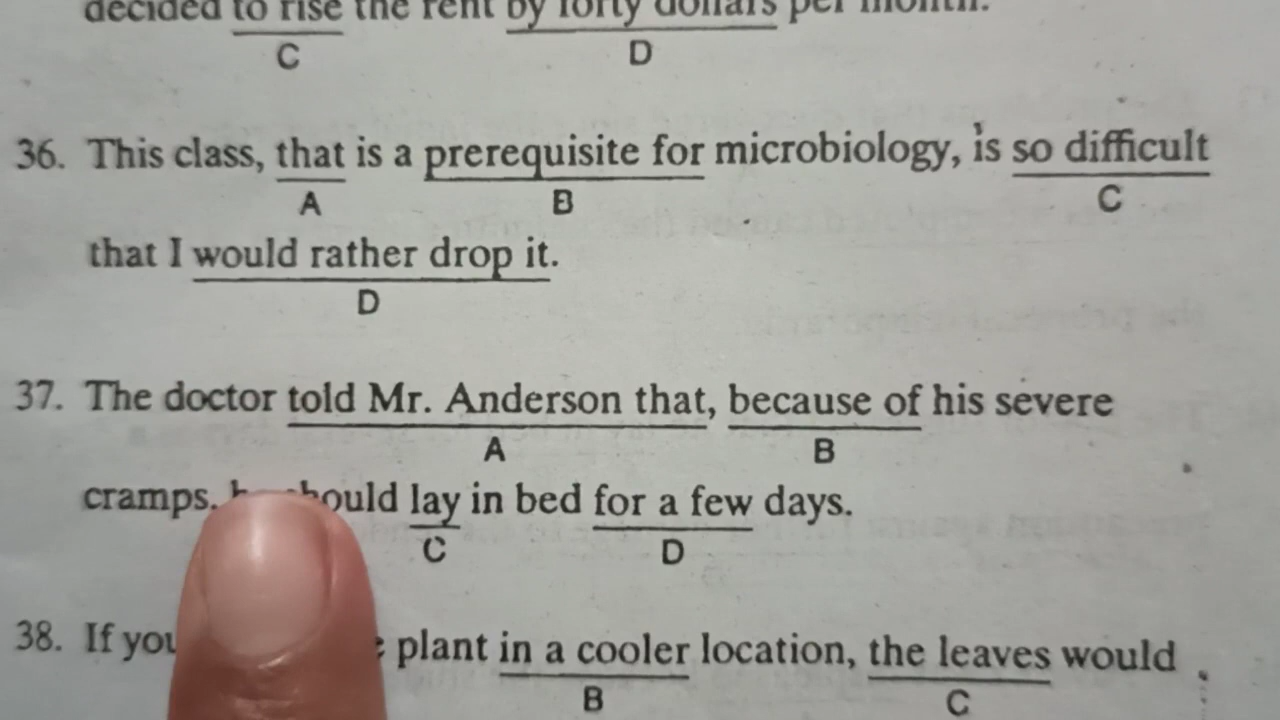 decided to rise the rent by forty dollars per month.
C D
36. This class, that is a prerequisite for microbiology, is so difficult
A B C
that I would rather drop it.
D
37. The doctor told Mr. Anderson that, because of his severe
A B
cramps, should lay in bed for a few days.
C D
38. If you plant in a cooler location, the leaves would
B C